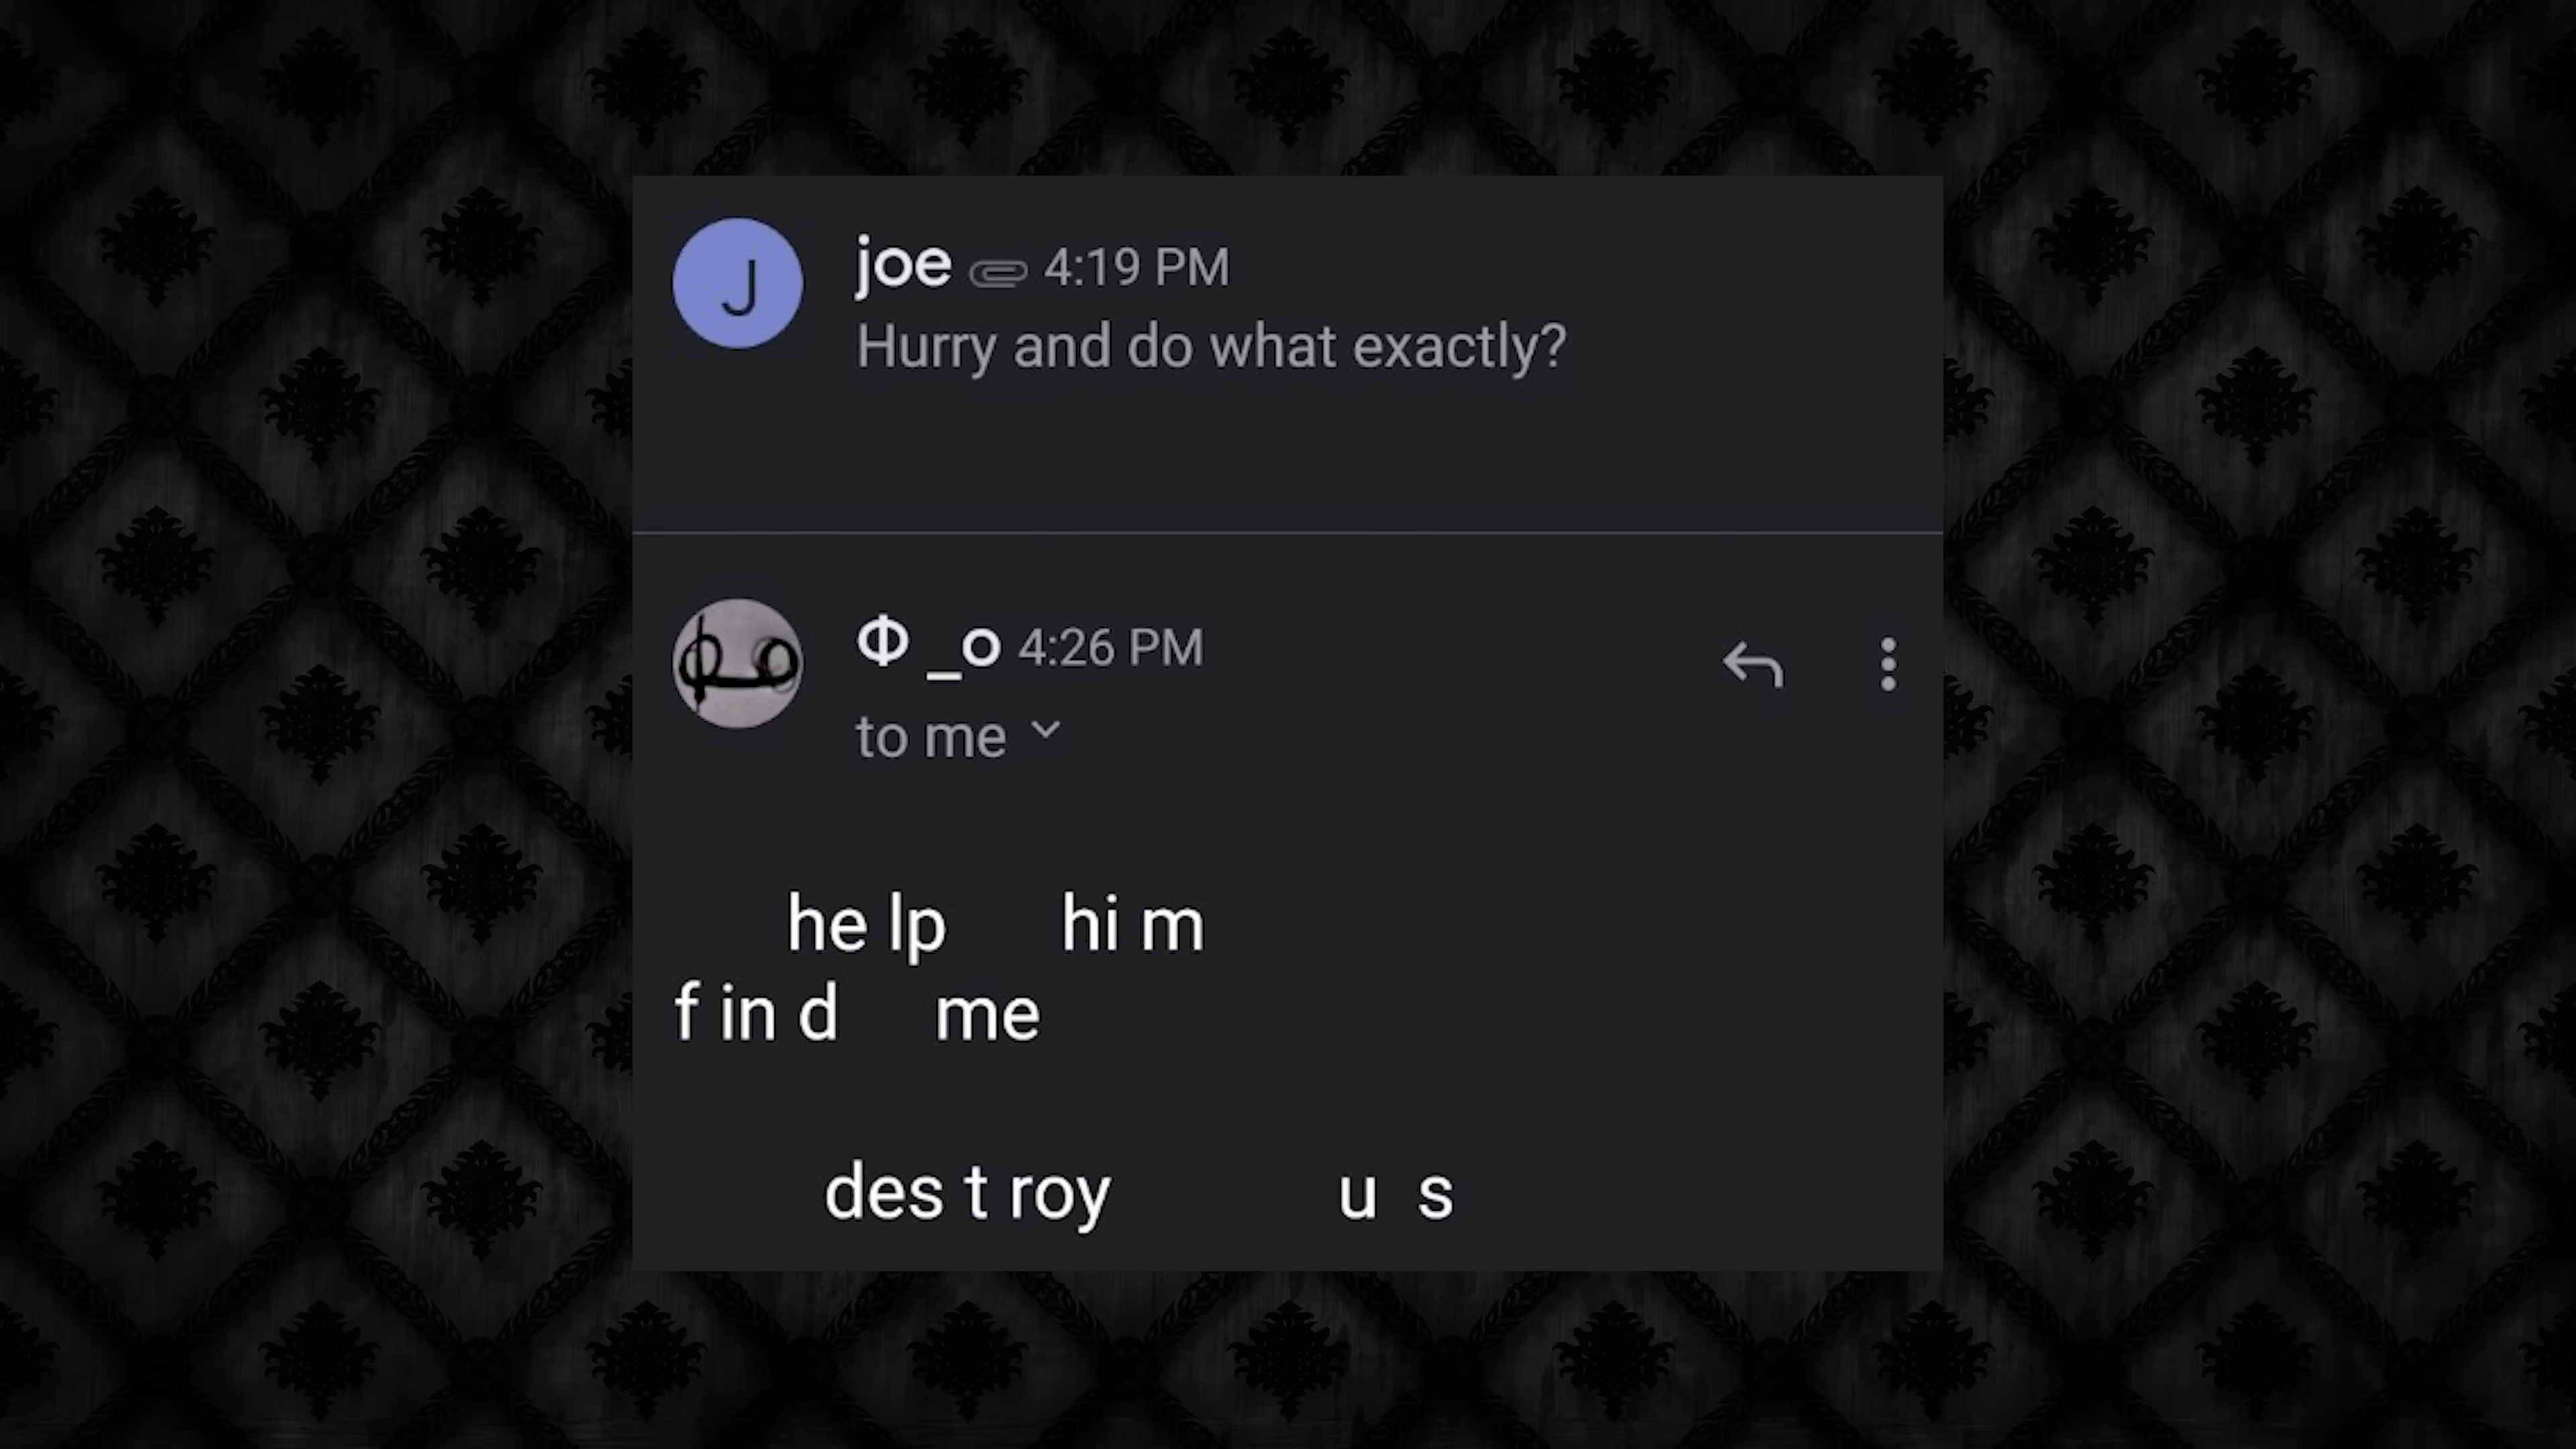 J
joe 4:19 PM
Hurry and do what exactly?
Φ _o 4:26 PM
to me
he lp hi m
f in d me
des t roy u s